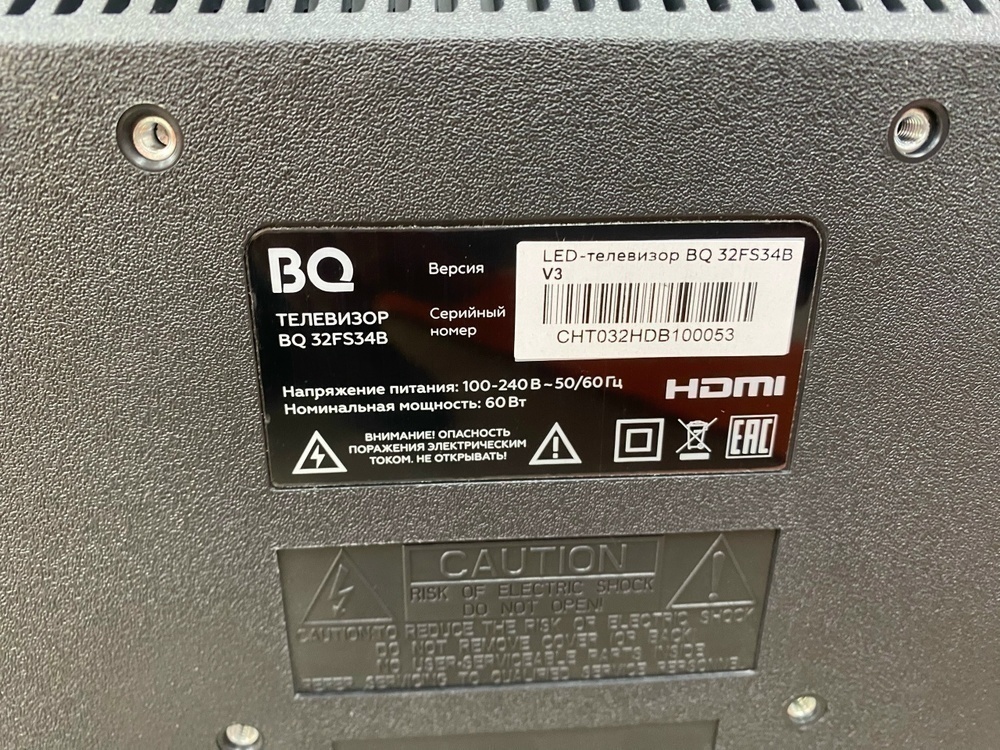 BQ
ТЕЛЕВИЗОР
BQ 32FS34B
Версия
LED-телевизор BQ 32FS34B
V3
Серийный
номер
CHT032HDB100053
Напряжение питания: 100-240 В ~ 50/60 Гц
Номинальная мощность: 60 Вт
HDMI
ВНИМАНИЕ! ОПАСНОСТЬ
ПОРАЖЕНИЯ ЭЛЕКТРИЧЕСКИМ
ТОКОМ. НЕ ОТКРЫВАТЬ!
EAC
CAUTION
RISK OF ELECTRIC SHOCK
DO NOT OPEN!
CAUTION:TO REDUCE THE RISK OF ELECTRIC SHOCK
DO NOT REMOVE COVER (OR BACK
NO USER-SERVICEABLE PARTS INSIDE
REFER SERVICING TO QUALIFIED SERVICE PERSONNEL